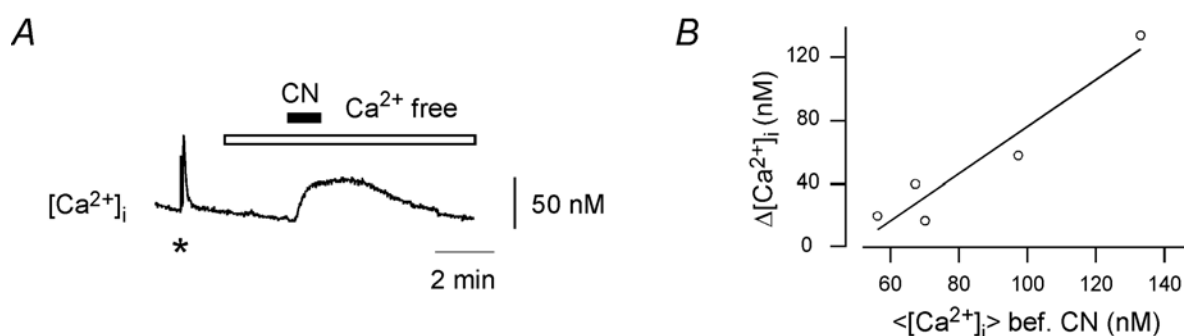 A
CN
Ca²⁺ free
[Ca²⁺]ᵢ
50 nM
*
2 min
B
Δ[Ca²⁺]ᵢ (nM)
120
80
40
0
60 80 100 120 140
<[Ca²⁺]ᵢ> bef. CN (nM)